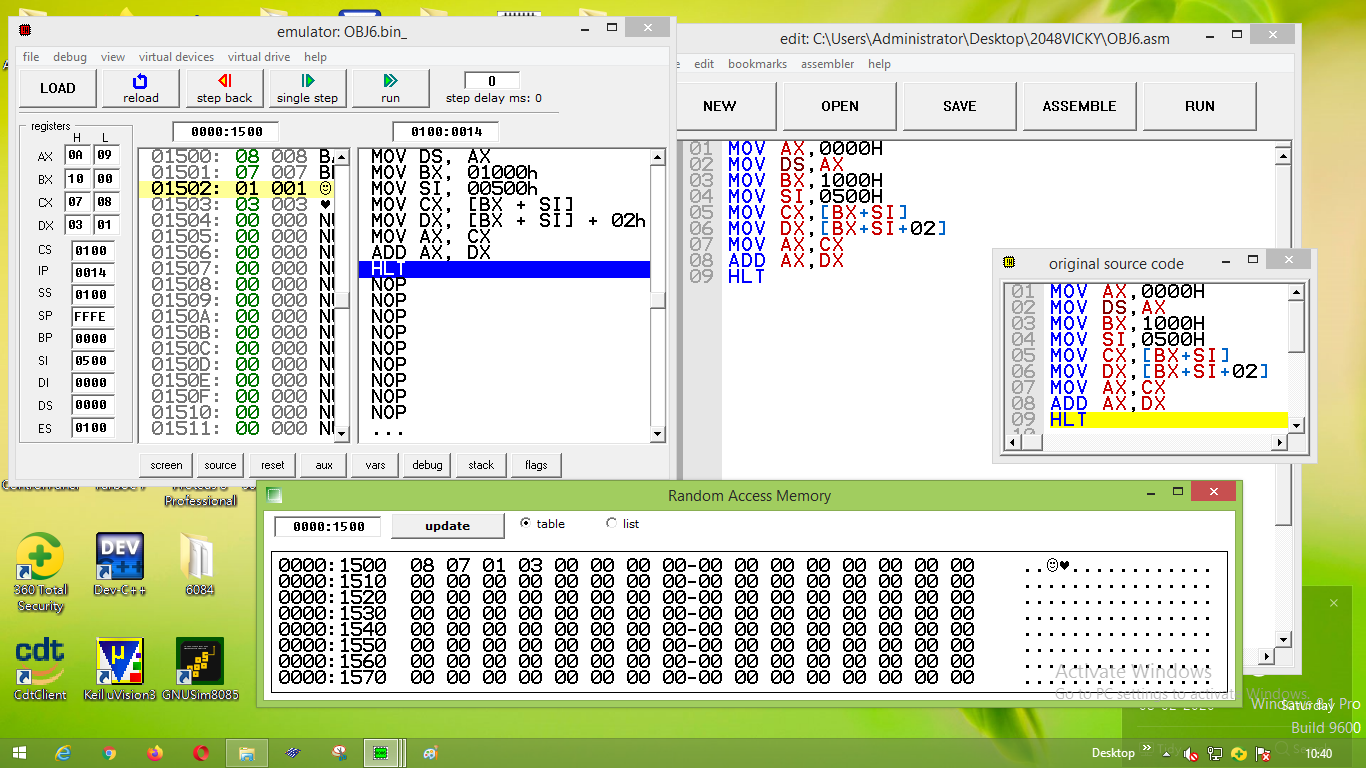 emulator: OBJ6.bin_
file debug view virtual devices virtual drive help
LOAD reload step back single step run
0
step delay ms: 0
registers
H L
AX 0A 09
BX 10 00
CX 07 08
DX 03 01
CS 0100
IP 0014
SS 0100
SP FFFE
BP 0000
SI 0500
DI 0000
DS 0000
ES 0100
0000:1500
01500: 08 008
01501: 07 007
01502: 01 001 ☺
01503: 03 003 ♥
01504: 00 000
01505: 00 000
01506: 00 000
01507: 00 000
01508: 00 000
01509: 00 000
0150A: 00 000
0150B: 00 000
0150C: 00 000
0150D: 00 000
0150E: 00 000
0150F: 00 000
01510: 00 000
01511: 00 000
0100:0014
MOV DS, AX
MOV BX, 01000h
MOV SI, 00500h
MOV CX, [BX + SI]
MOV DX, [BX + SI] + 02h
MOV AX, CX
ADD AX, DX
HLT
NOP
NOP
NOP
NOP
NOP
NOP
NOP
NOP
NOP
...
screen source reset aux vars debug stack flags
edit: C:\Users\Administrator\Desktop\2048VICKY\OBJ6.asm
edit bookmarks assembler help
NEW OPEN SAVE ASSEMBLE RUN
01 MOV AX,0000H
02 MOV DS,AX
03 MOV BX,1000H
04 MOV SI,0500H
05 MOV CX,[BX+SI]
06 MOV DX,[BX+SI+02]
07 MOV AX,CX
08 ADD AX,DX
09 HLT
original source code
01 MOV AX,0000H
02 MOV DS,AX
03 MOV BX,1000H
04 MOV SI,0500H
05 MOV CX,[BX+SI]
06 MOV DX,[BX+SI+02]
07 MOV AX,CX
08 ADD AX,DX
09 HLT
Random Access Memory
0000:1500 update table list
0000:1500 08 07 01 03 00 00 00 00-00 00 00 00 00 00 00 00 ..☺♥............
0000:1510 00 00 00 00 00 00 00 00-00 00 00 00 00 00 00 00 ................
0000:1520 00 00 00 00 00 00 00 00-00 00 00 00 00 00 00 00 ................
0000:1530 00 00 00 00 00 00 00 00-00 00 00 00 00 00 00 00 ................
0000:1540 00 00 00 00 00 00 00 00-00 00 00 00 00 00 00 00 ................
0000:1550 00 00 00 00 00 00 00 00-00 00 00 00 00 00 00 00 ................
0000:1560 00 00 00 00 00 00 00 00-00 00 00 00 00 00 00 00 ................
0000:1570 00 00 00 00 00 00 00 00-00 00 00 00 00 00 00 00 ................
Professional
360 Total Security
DEV
Dev-C++
6084
cdt
CdtClient
Keil uVision3
GNUSim8085
Activate Windows
Go to PC settings to activate Windows.
Saturday
Windows 8.1 Pro
Build 9600
Desktop
10:40